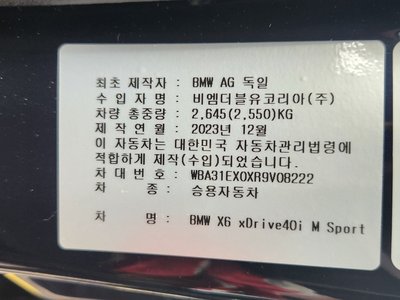 최초 제작자 : BMW AG 독일
수 입 자 명 : 비엠더블유코리아(주)
차량 총중량 : 2,645(2,550)KG
제 작 연 월 : 2023년 12월
이 자동차는 대한민국 자동차관리법령에
적합하게 제작(수입)되었습니다.
차 대 번 호 : WBA31EX0XR9V08222
차 종 : 승용자동차
차 명 : BMW X6 xDrive40i M Sport